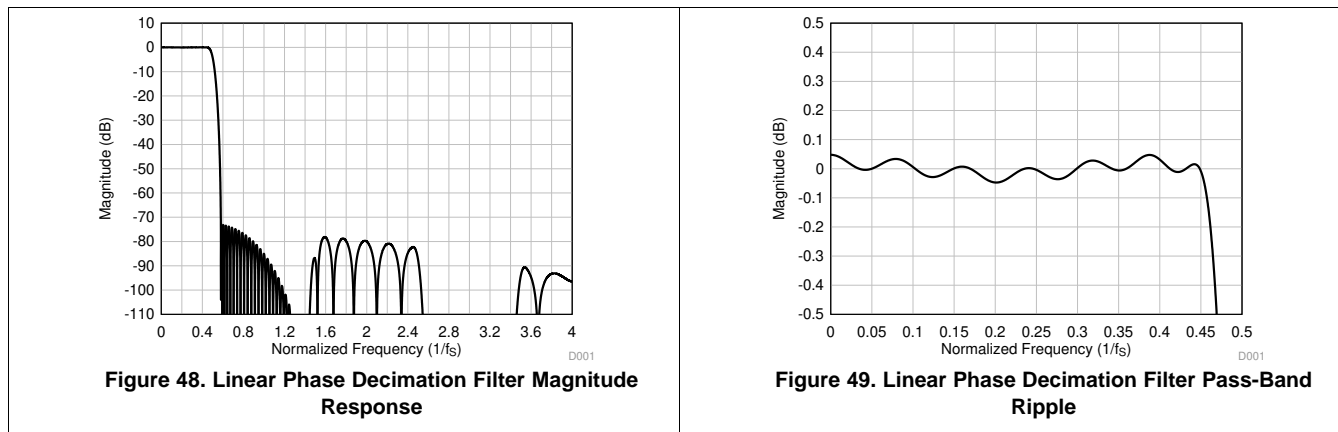 10
0
-10
-20
-30
-40
-50
-60
-70
-80
-90
-100
-110
Magnitude (dB)
0 0.4 0.8 1.2 1.6 2 2.4 2.8 3.2 3.6 4
Normalized Frequency (1/fS)
D001
Figure 48. Linear Phase Decimation Filter Magnitude
Response
0.5
0.4
0.3
0.2
0.1
0
-0.1
-0.2
-0.3
-0.4
-0.5
Magnitude (dB)
0 0.05 0.1 0.15 0.2 0.25 0.3 0.35 0.4 0.45 0.5
Normalized Frequency (1/fS)
D001
Figure 49. Linear Phase Decimation Filter Pass-Band
Ripple